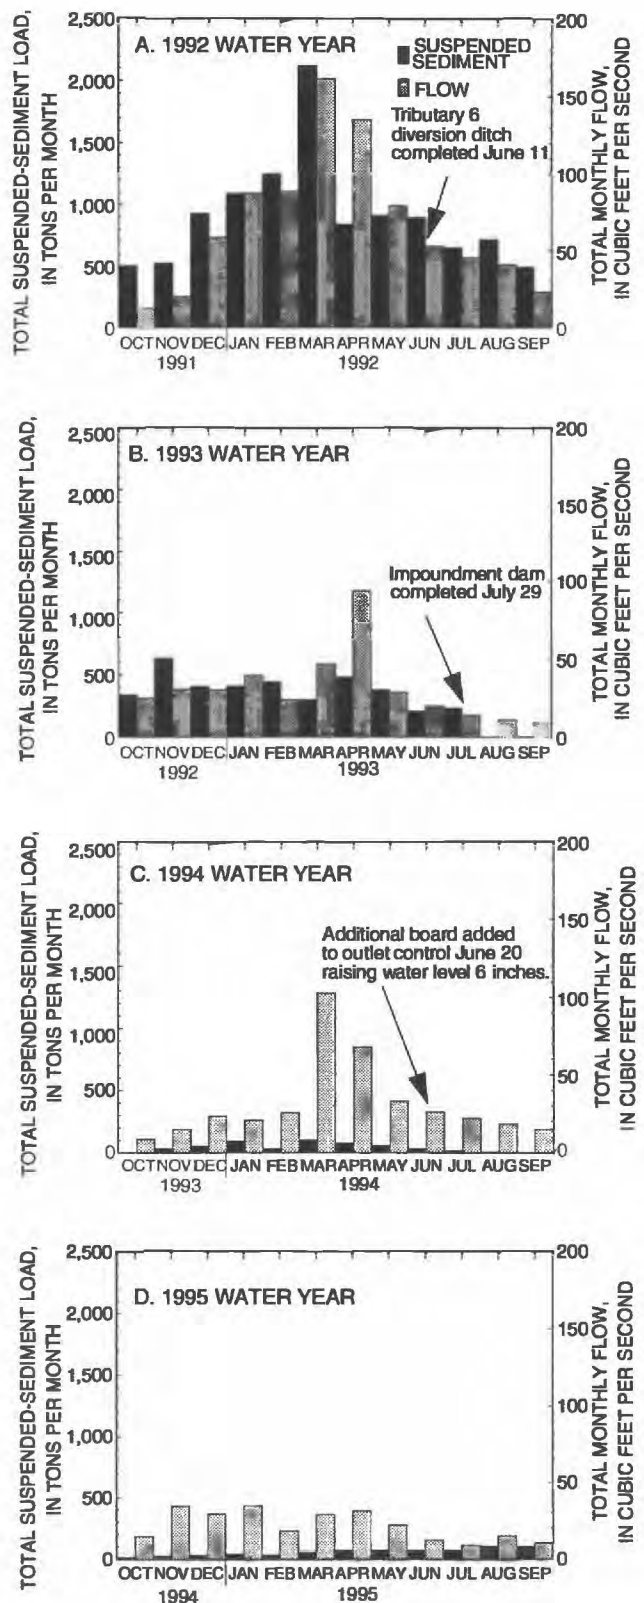 TOTAL SUSPENDED-SEDIMENT LOAD,
IN TONS PER MONTH
2,500
2,000
1,500
1,000
500
0
A. 1992 WATER YEAR
SUSPENDED
SEDIMENT
FLOW
Tributary 6
diversion ditch
completed June 11
200
150
100
50
0
TOTAL MONTHLY FLOW,
IN CUBIC FEET PER SECOND
OCT NOV DEC JAN FEB MAR APR MAY JUN JUL AUG SEP
1991 1992
TOTAL SUSPENDED-SEDIMENT LOAD,
IN TONS PER MONTH
2,500
2,000
1,500
1,000
500
0
B. 1993 WATER YEAR
Impoundment dam
completed July 29
200
150
100
50
0
TOTAL MONTHLY FLOW,
IN CUBIC FEET PER SECOND
OCT NOV DEC JAN FEB MAR APR MAY JUN JUL AUG SEP
1992 1993
TOTAL SUSPENDED-SEDIMENT LOAD,
IN TONS PER MONTH
2,500
2,000
1,500
1,000
500
0
C. 1994 WATER YEAR
Additional board added
to outlet control June 20
raising water level 6 inches.
200
150
100
50
0
TOTAL MONTHLY FLOW,
IN CUBIC FEET PER SECOND
OCT NOV DEC JAN FEB MAR APR MAY JUN JUL AUG SEP
1993 1994
TOTAL SUSPENDED-SEDIMENT LOAD,
IN TONS PER MONTH
2,500
2,000
1,500
1,000
500
0
D. 1995 WATER YEAR
200
150
100
50
0
TOTAL MONTHLY FLOW,
IN CUBIC FEET PER SECOND
OCT NOV DEC JAN FEB MAR APR MAY JUN JUL AUG SEP
1994 1995